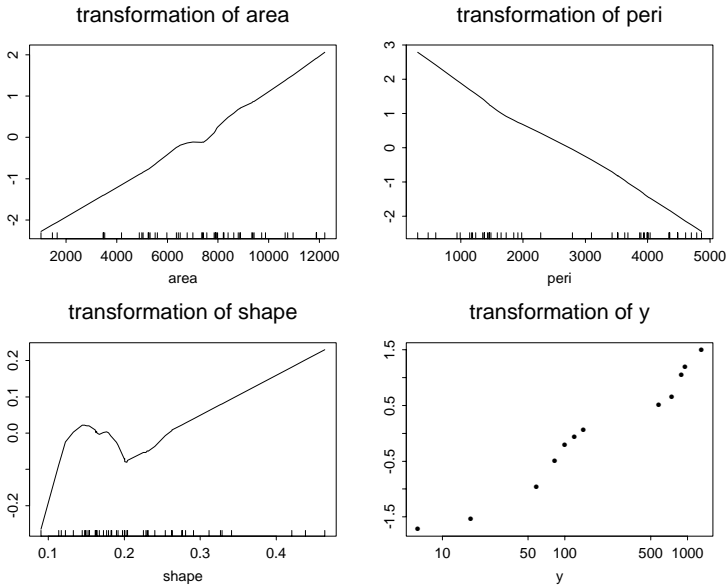 transformation of area
transformation of peri
2
1
0
-1
-2
2000 4000 6000 8000 10000 12000
area
3
2
1
0
-1
-2
1000 2000 3000 4000 5000
peri
transformation of shape
transformation of y
0.2
0.1
0.0
-0.2
0.1 0.2 0.3 0.4
shape
1.5
0.5
-0.5
-1.5
10 50 100 500 1000
y